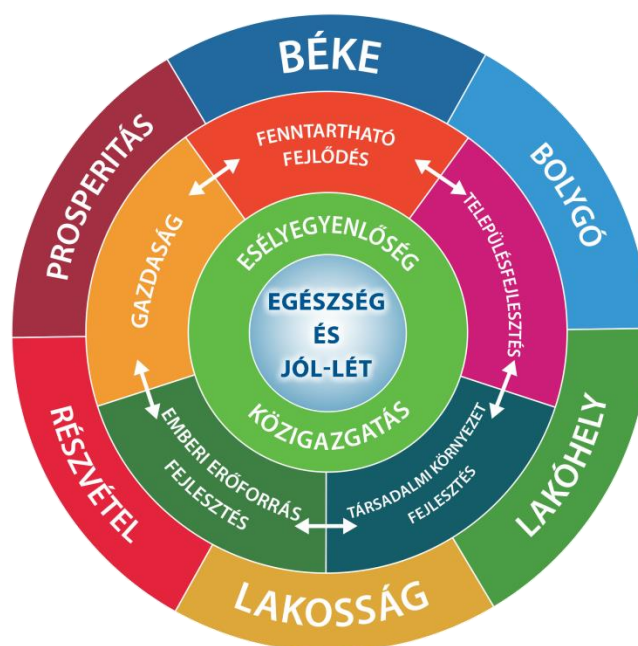 BÉKE
BOLYGÓ
LAKÓHELY
LAKOSSÁG
RÉSZVÉTEL
PROSPERITÁS
FENNTARTHATÓ
FEJLŐDÉS
TELEPÜLÉSFEJLESZTÉS
TÁRSADALMI KÖRNYEZET
FEJLESZTÉS
EMBERI ERŐFORRÁS
FEJLESZTÉS
GAZDASÁG
ESÉLYEGYENLŐSÉG
KÖZIGAZGATÁS
EGÉSZSÉG
ÉS
JÓL-LÉT